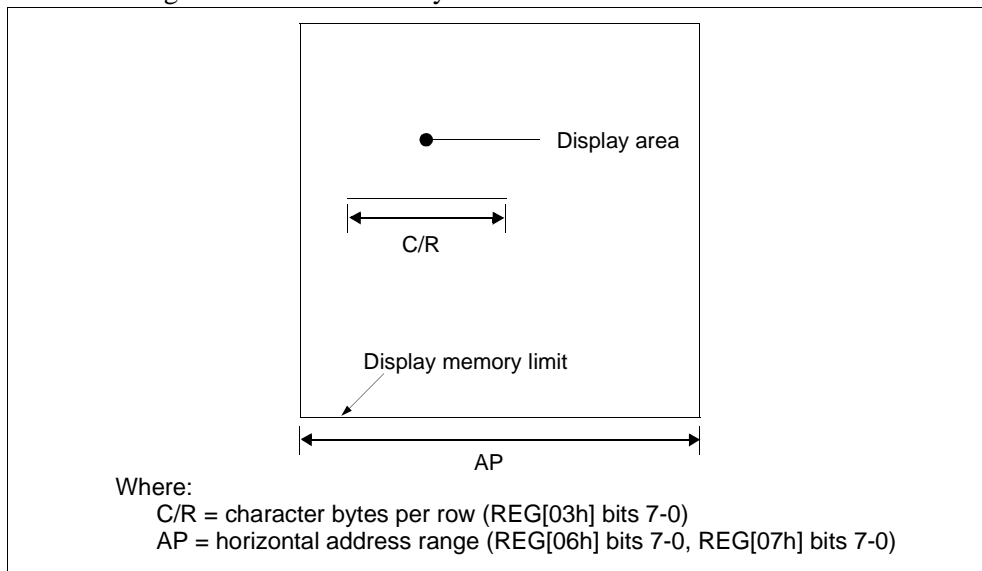 Display area
C/R
Display memory limit
AP
Where:
C/R = character bytes per row (REG[03h] bits 7-0)
AP = horizontal address range (REG[06h] bits 7-0, REG[07h] bits 7-0)